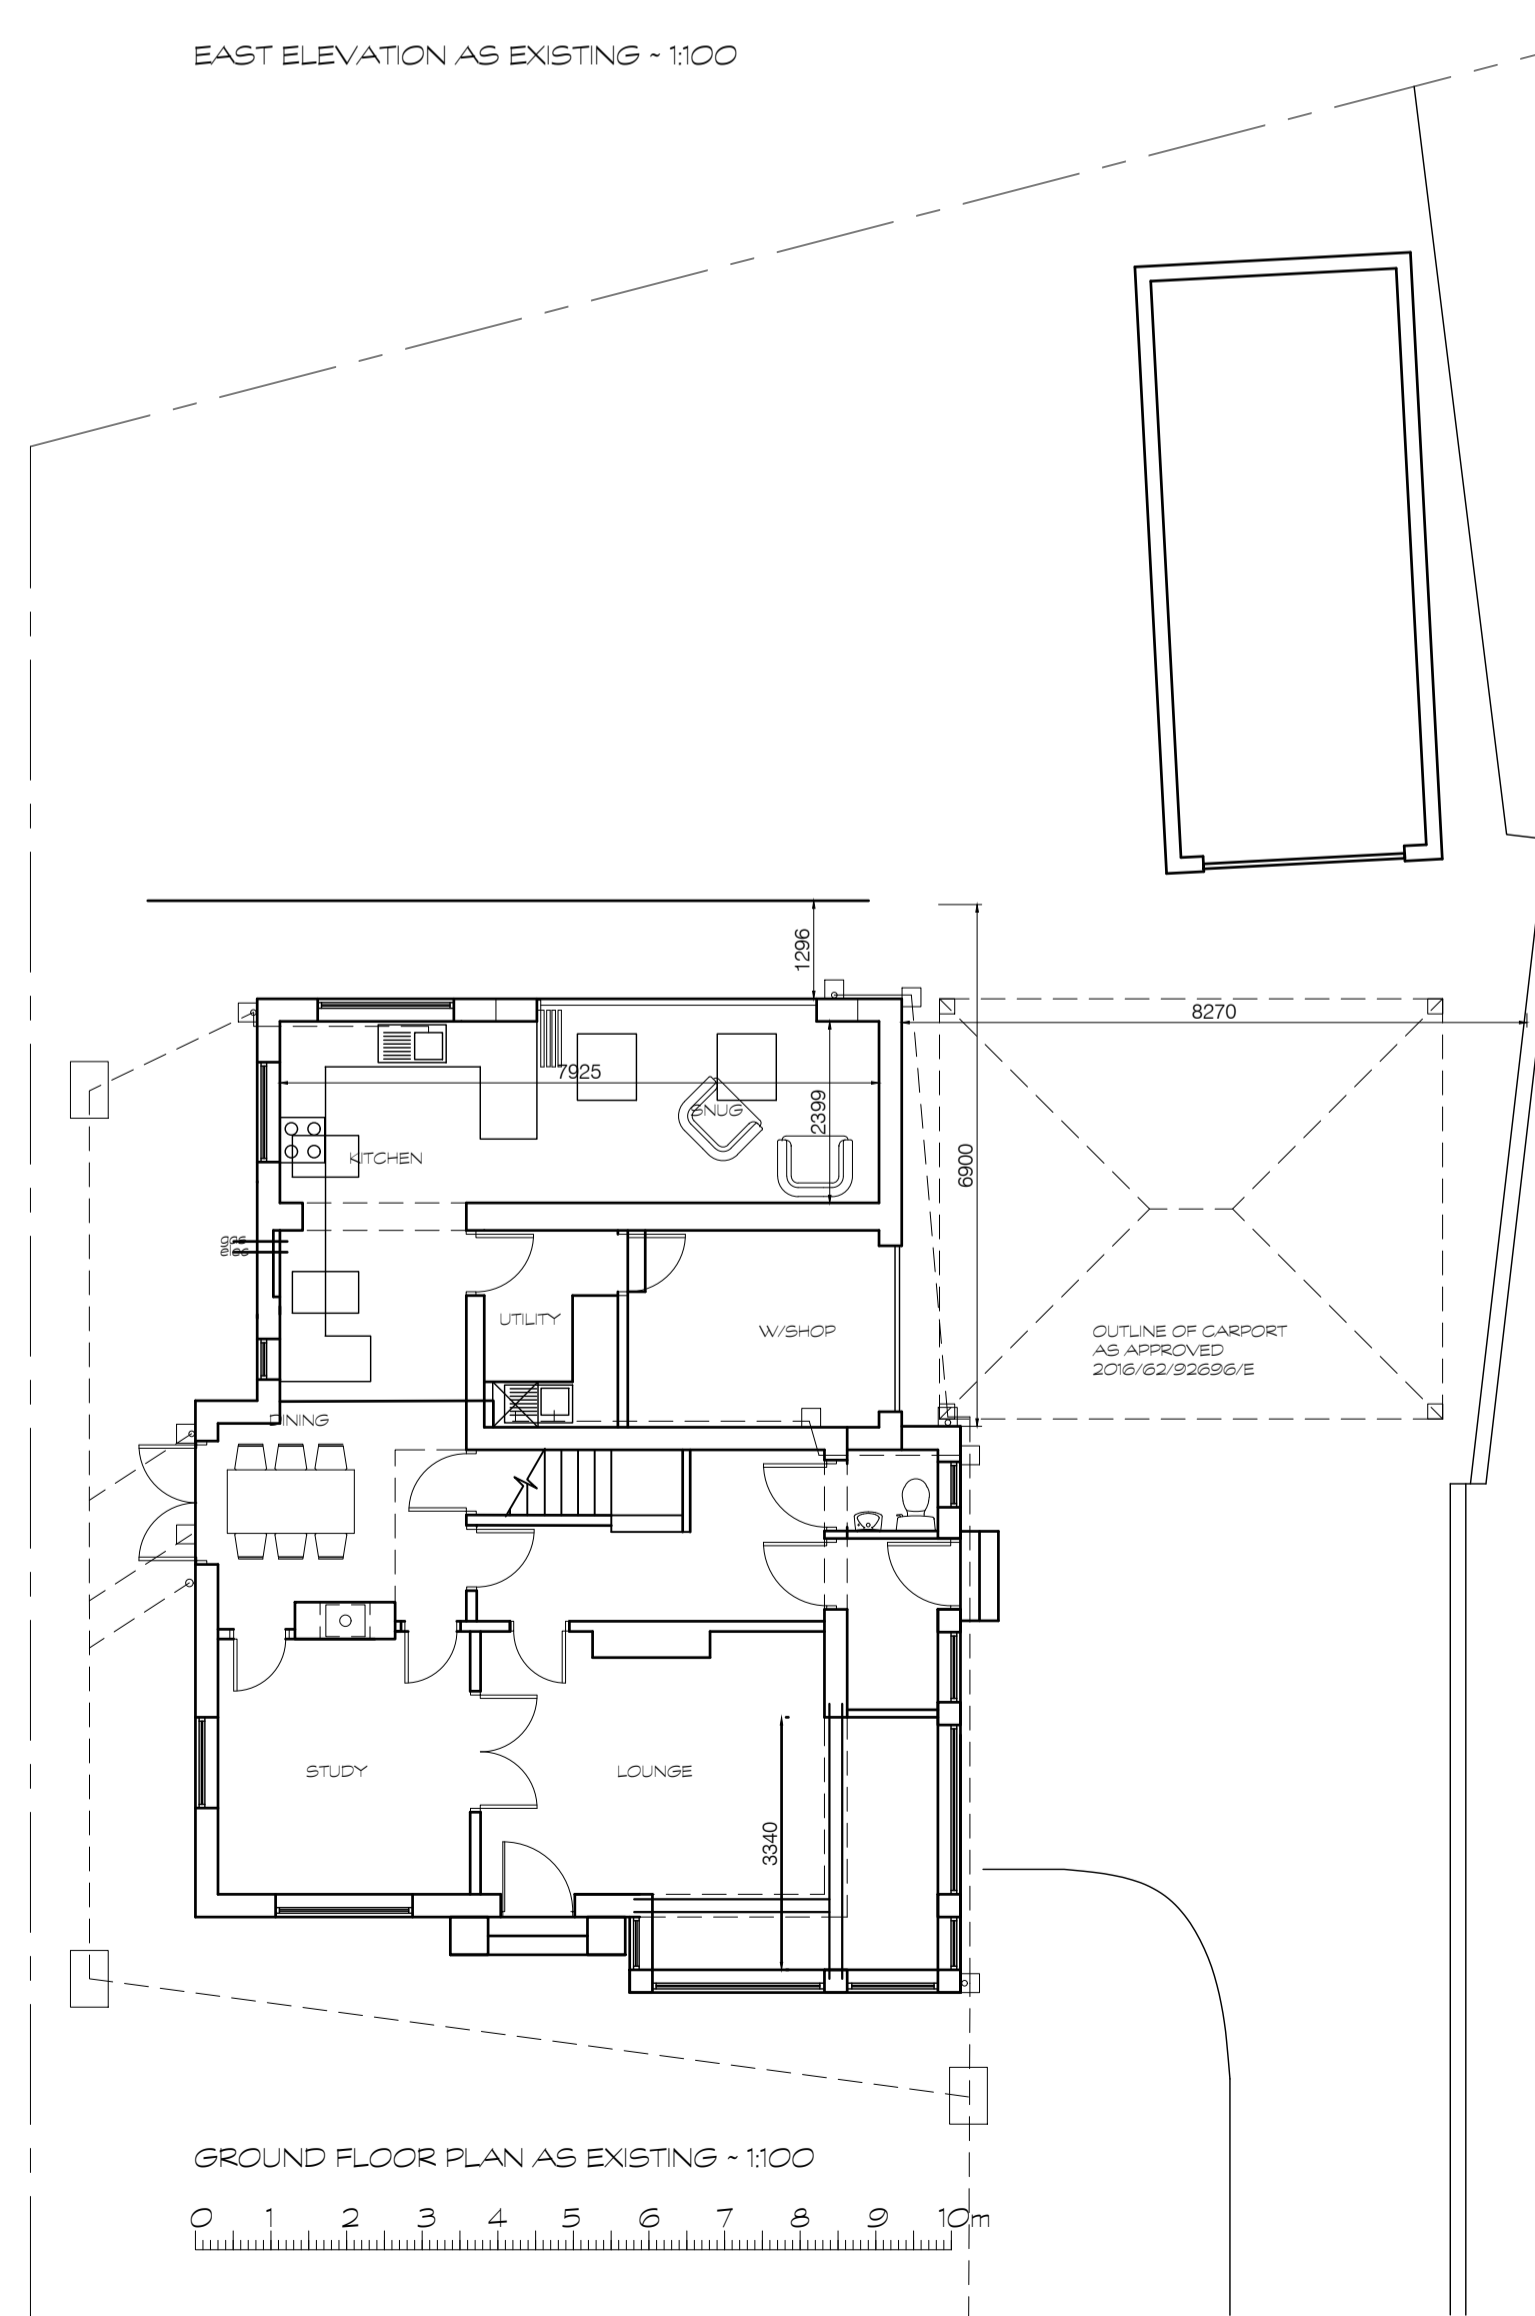 EAST ELEVATION AS EXISTING ~ 1:100
1296
8270
7925
SNUG
2399
KITCHEN
6900
gas
elec
UTILITY
W/SHOP
OUTLINE OF CARPORT
AS APPROVED
2016/62/92696/E
DINING
STUDY
LOUNGE
3340
GROUND FLOOR PLAN AS EXISTING ~ 1:100
0 1 2 3 4 5 6 7 8 9 10m